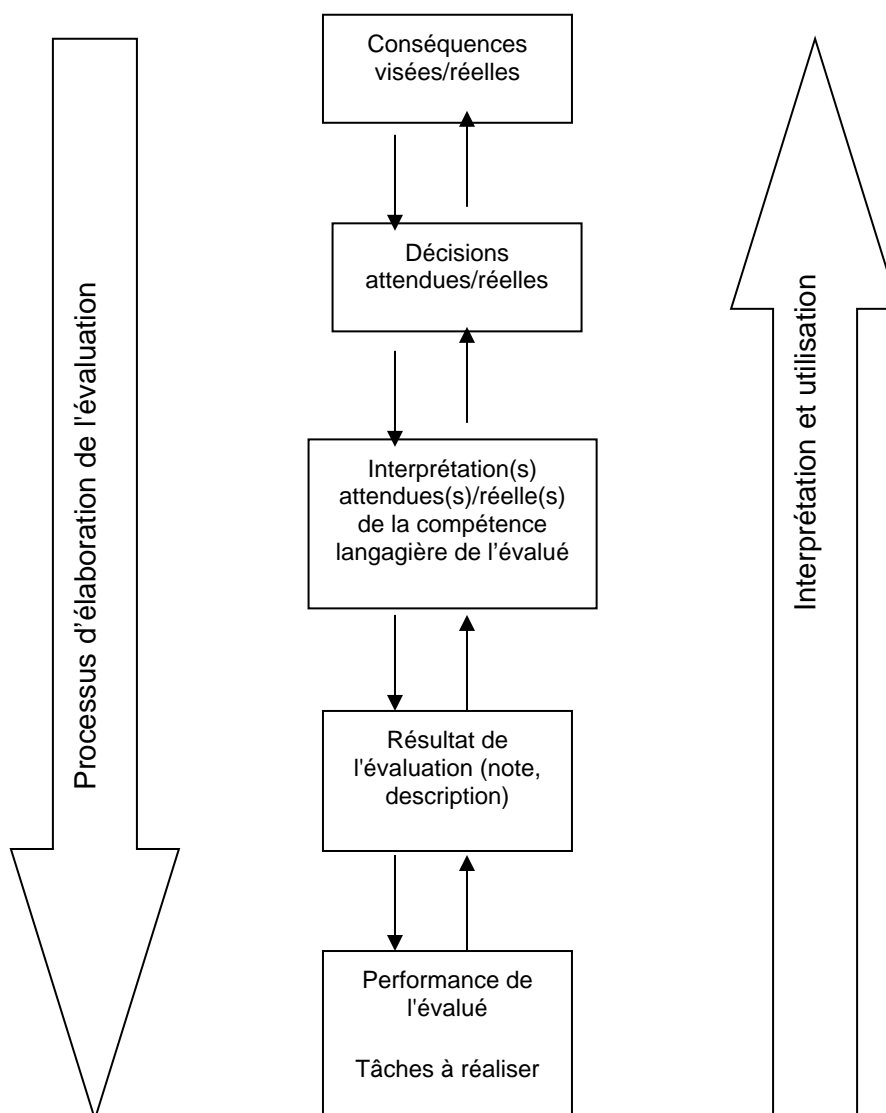 Conséquences
visées/réelles
Décisions
attendues/réelles
Processus d’élaboration de l'évaluation
Interprétation et utilisation
Interprétation(s)
attendues(s)/réelle(s)
de la compétence
langagière de l’évalué
Résultat de
l'évaluation (note,
description)
Performance de
l'évalué
Tâches à réaliser